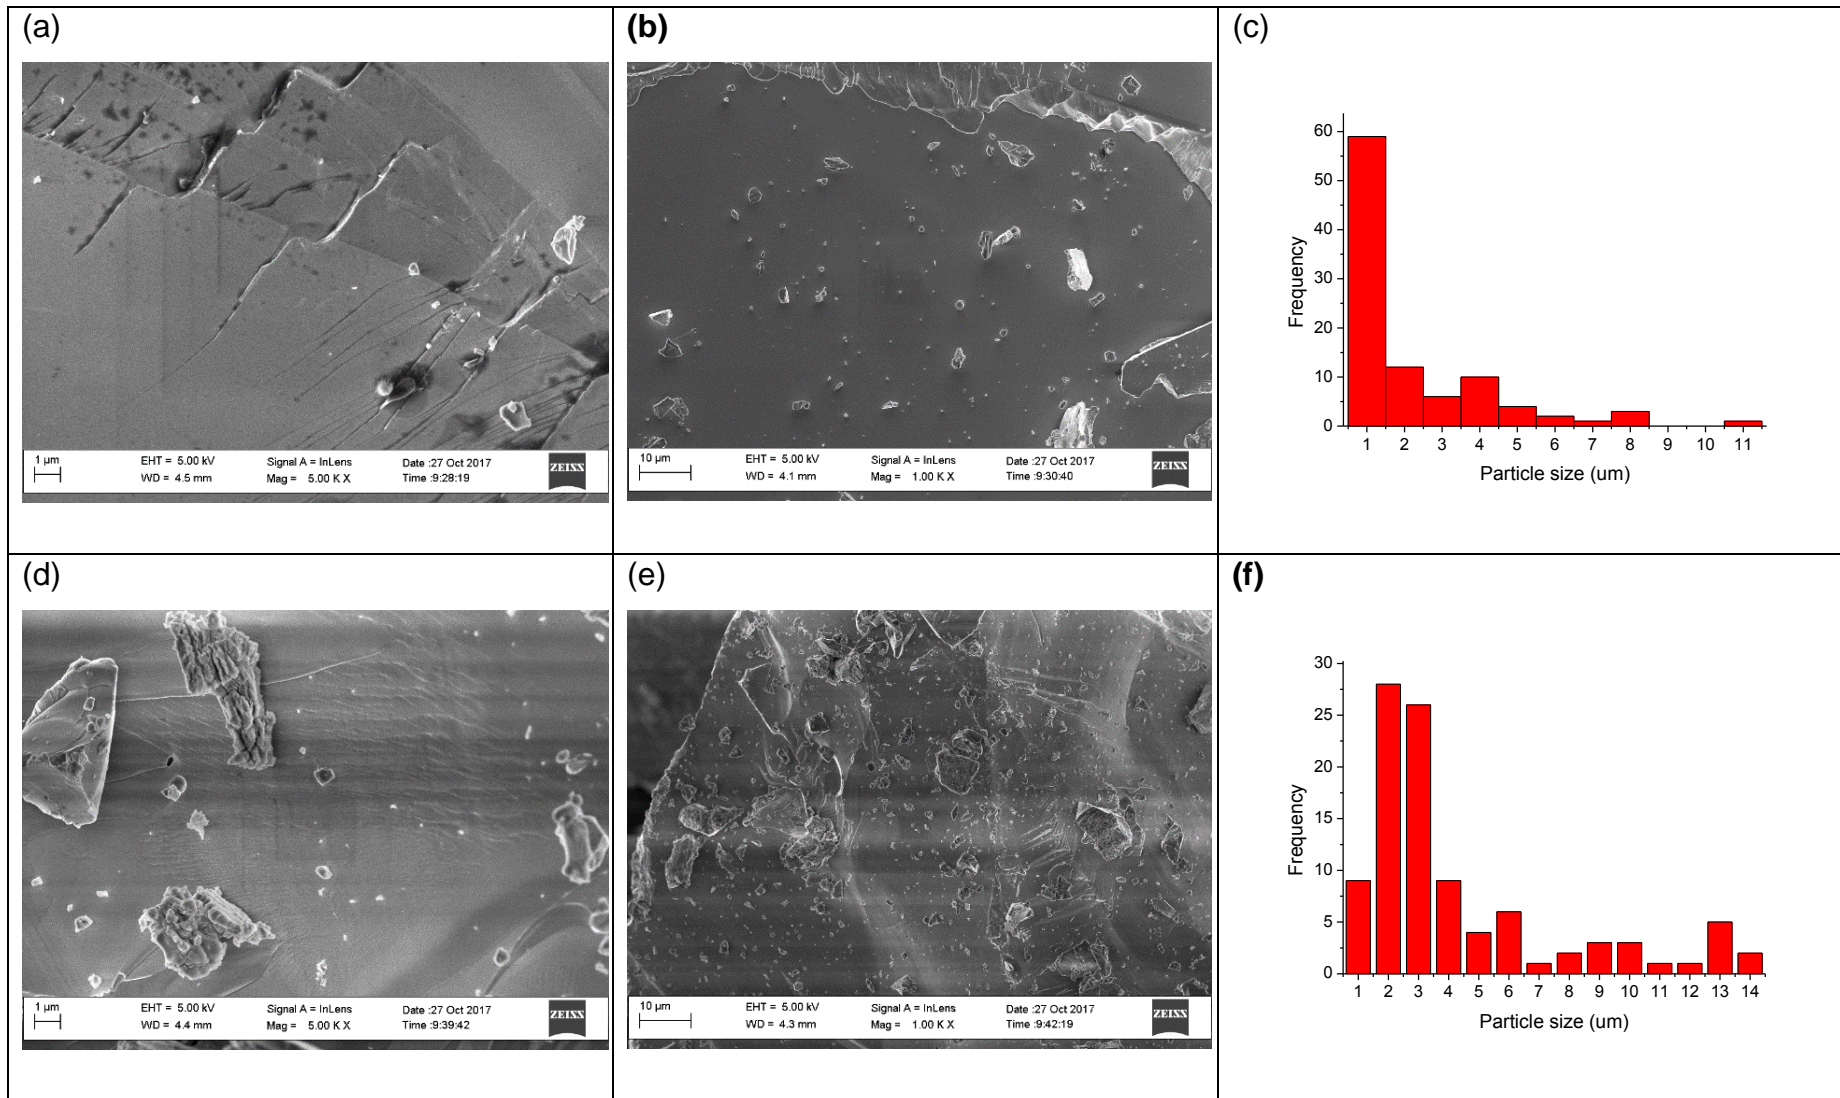 (a)
1 µm
EHT = 5.00 kV
WD = 4.5 mm
Signal A = InLens
Mag = 5.00 K X
Date :27 Oct 2017
Time :9:28:19
ZEISS
(b)
10 µm
EHT = 5.00 kV
WD = 4.1 mm
Signal A = InLens
Mag = 1.00 K X
Date :27 Oct 2017
Time :9:30:40
ZEISS
(c)
60
50
40
30
20
10
0
Frequency
1 2 3 4 5 6 7 8 9 10 11
Particle size (um)
(d)
1 µm
EHT = 5.00 kV
WD = 4.4 mm
Signal A = InLens
Mag = 5.00 K X
Date :27 Oct 2017
Time :9:39:42
ZEISS
(e)
10 µm
EHT = 5.00 kV
WD = 4.3 mm
Signal A = InLens
Mag = 1.00 K X
Date :27 Oct 2017
Time :9:42:19
ZEISS
(f)
30
25
20
15
10
5
0
Frequency
1 2 3 4 5 6 7 8 9 10 11 12 13 14
Particle size (um)